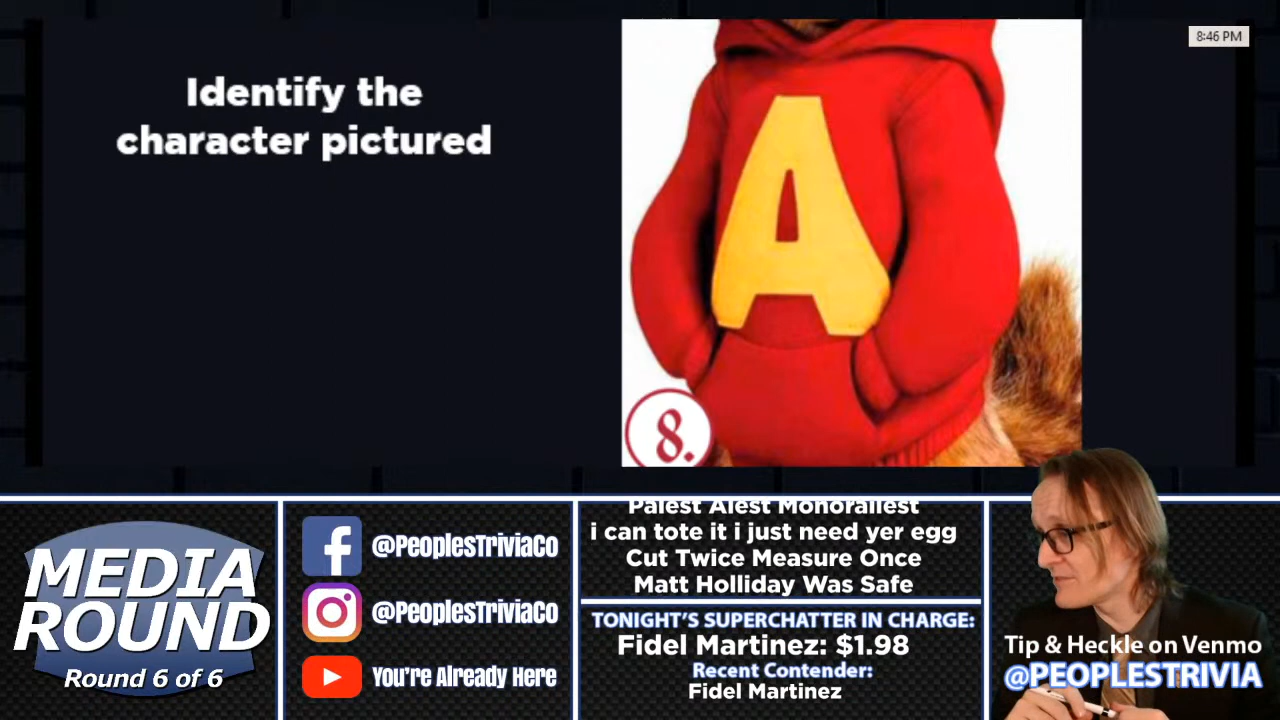 8:46 PM
Identify the
character pictured
A
8.
MEDIA
ROUND
Round 6 of 6
f
@PeoplesTriviaCo
@PeoplesTriviaCo
You're Already Here
Palest Alest Monorailest
i can tote it i just need yer egg
Cut Twice Measure Once
Matt Holliday Was Safe
TONIGHT'S SUPERCHATTER IN CHARGE:
Fidel Martinez: $1.98
Recent Contender:
Fidel Martinez
Tip & Heckle on Venmo
@PEOPLESTRIVIA